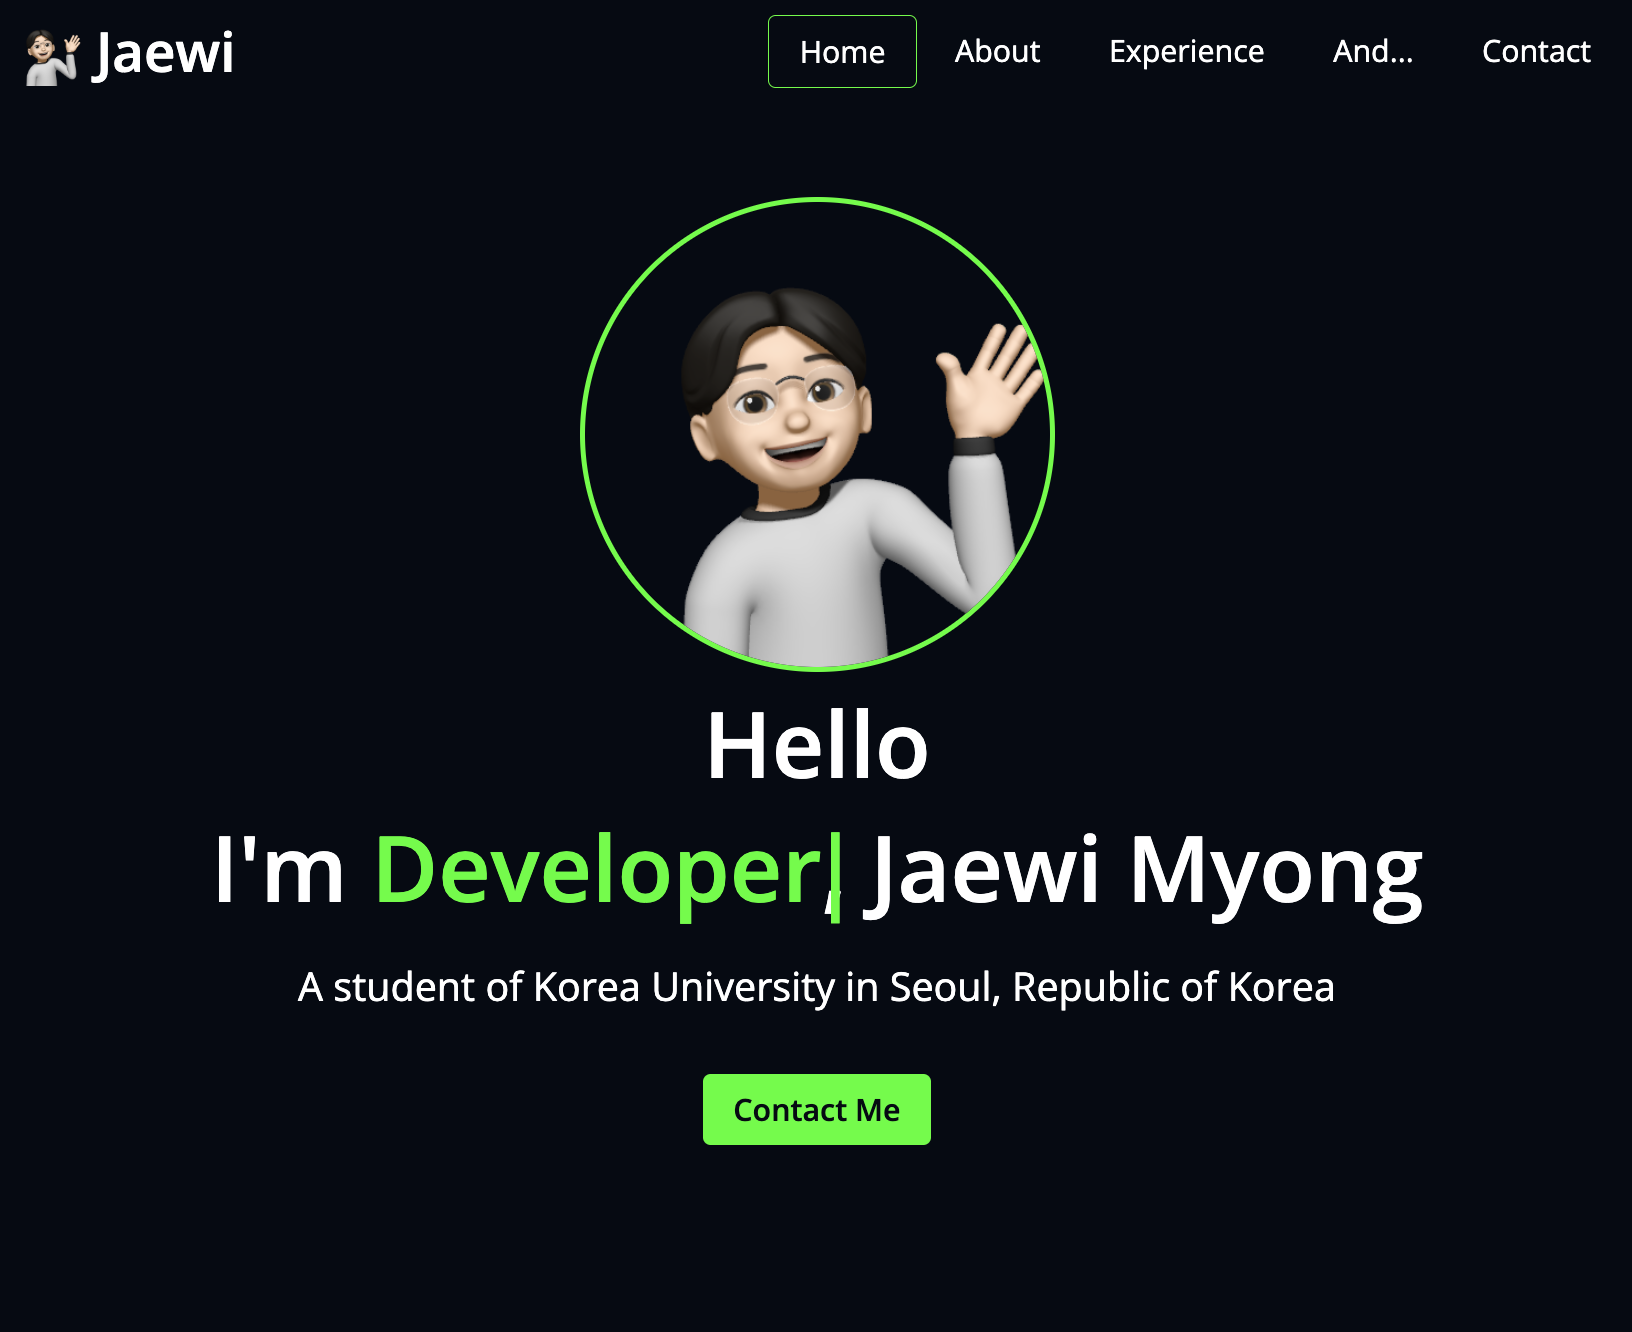 Jaewi
Home About Experience And... Contact
Hello
I'm Developer, Jaewi Myong
A student of Korea University in Seoul, Republic of Korea
Contact Me